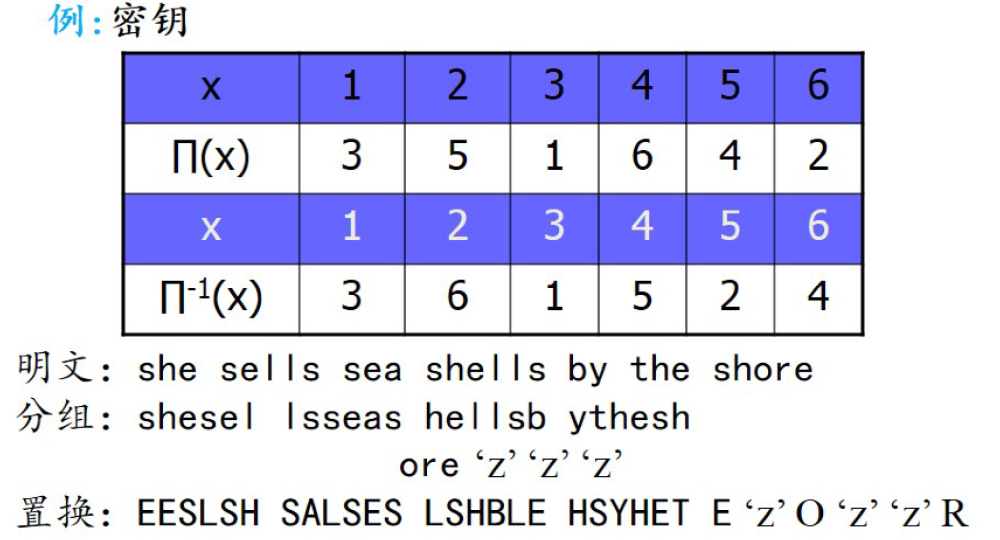 例:密钥
x 1 2 3 4 5 6
∏(x) 3 5 1 6 4 2
x 1 2 3 4 5 6
∏-1(x) 3 6 1 5 2 4
明文：she sells sea shells by the shore
分组：shesel lsseas hellsb ythesh
ore ‘z’ ‘z’ ‘z’
置换：EESLSH SALSES LSHBLE HSYHET E ‘z’ O ‘z’ ‘z’ R